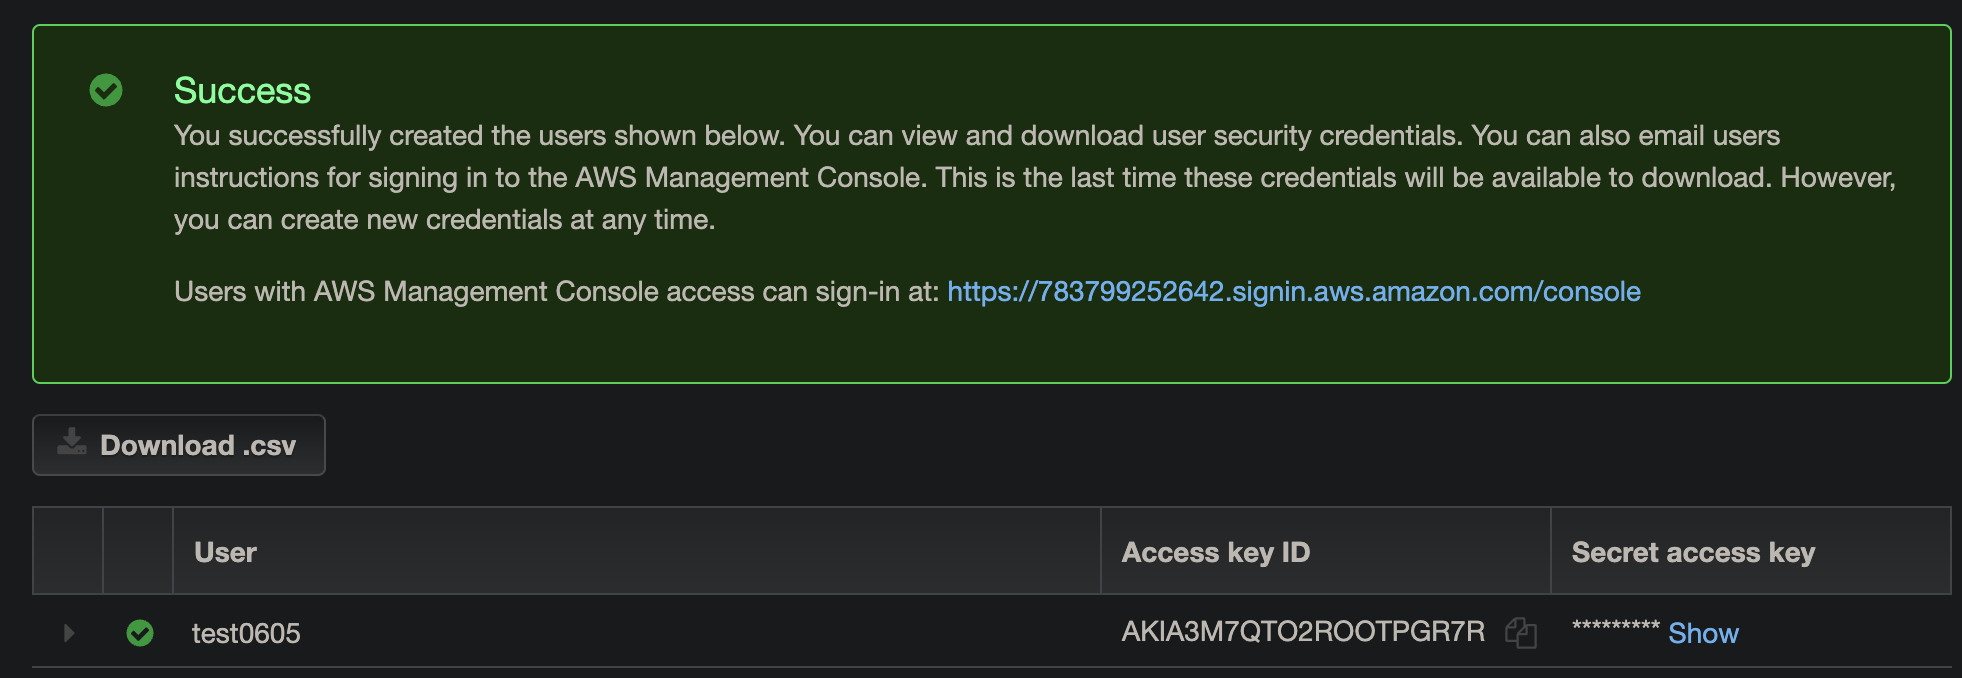 Success
You successfully created the users shown below. You can view and download user security credentials. You can also email users
instructions for signing in to the AWS Management Console. This is the last time these credentials will be available to download. However,
you can create new credentials at any time.
Users with AWS Management Console access can sign-in at: https://783799252642.signin.aws.amazon.com/console
Download .csv
User Access key ID Secret access key
test0605 AKIA3M7QTO2ROOTPGR7R ********* Show